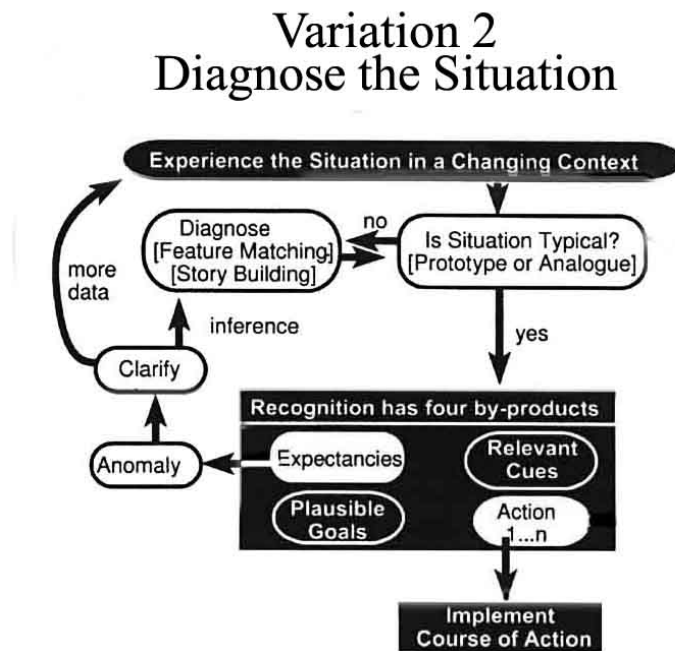 Variation 2
Diagnose the Situation
Experience the Situation in a Changing Context
Diagnose
[Feature Matching]
[Story Building]
no
Is Situation Typical?
[Prototype or Analogue]
more
data
inference
yes
Clarify
Recognition has four by-products
Anomaly
Expectancies
Relevant
Cues
Plausible
Goals
Action
1...n
Implement
Course of Action